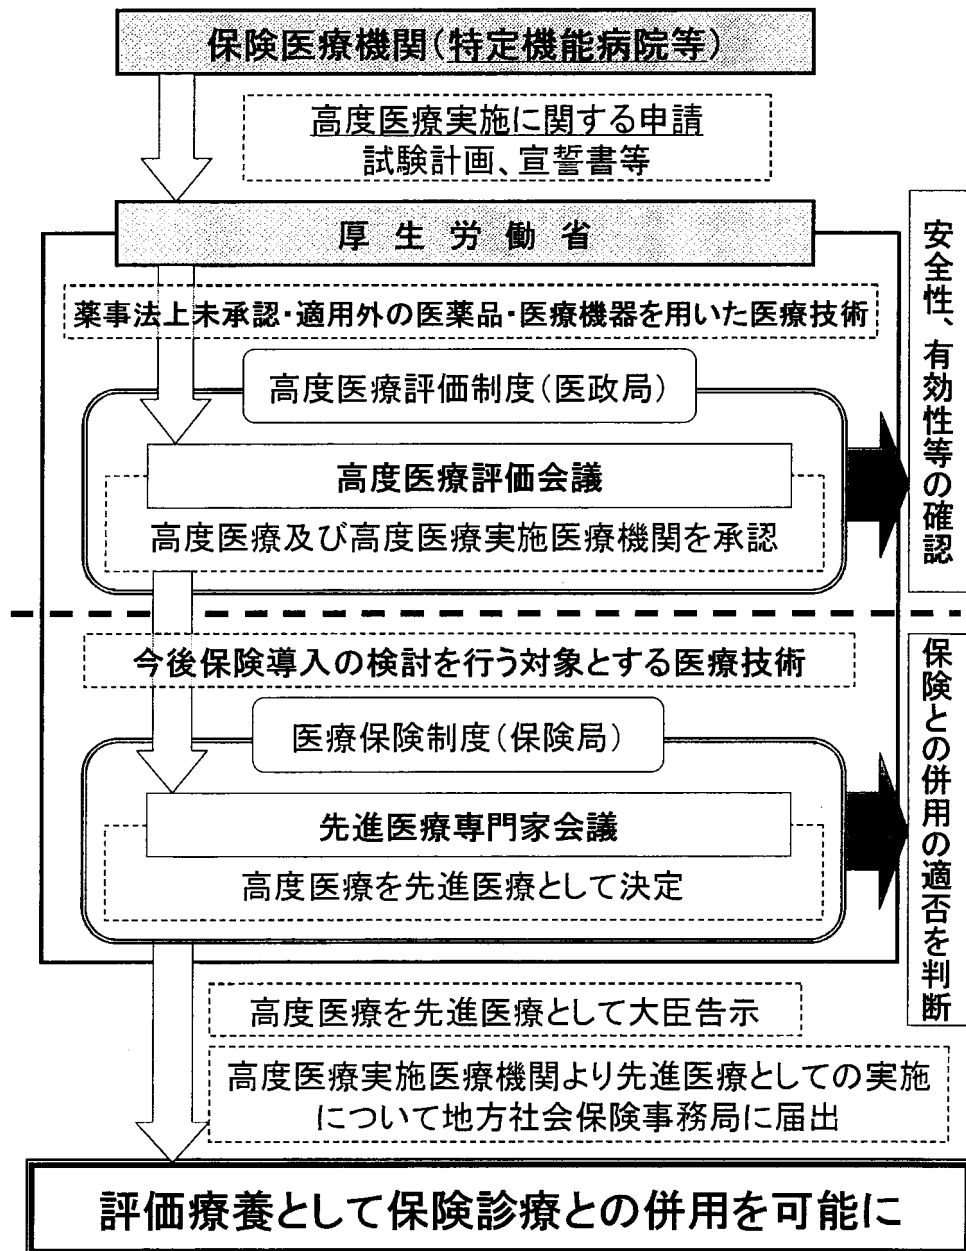 保険医療機関(特定機能病院等)
高度医療実施に関する申請
試験計画、宣誓書等
厚生労働省
薬事法上未承認・適用外の医薬品・医療機器を用いた医療技術
高度医療評価制度(医政局)
高度医療評価会議
高度医療及び高度医療実施医療機関を承認
安全性、有効性等の確認
今後保険導入の検討を行う対象とする医療技術
医療保険制度(保険局)
先進医療専門家会議
高度医療を先進医療として決定
保険との併用の適否を判断
高度医療を先進医療として大臣告示
高度医療実施医療機関より先進医療としての実施
について地方社会保険事務局に届出
評価療養として保険診療との併用を可能に